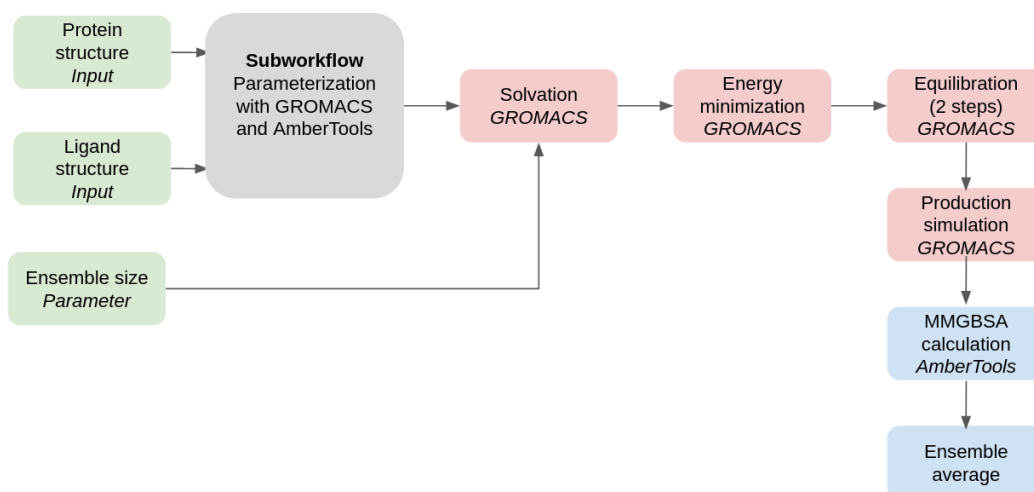 Protein
structure
Input
Ligand
structure
Input
Ensemble size
Parameter
Subworkflow
Parameterization
with GROMACS
and AmberTools
Solvation
GROMACS
Energy
minimization
GROMACS
Equilibration
(2 steps)
GROMACS
Production
simulation
GROMACS
MMGBSA
calculation
AmberTools
Ensemble
average